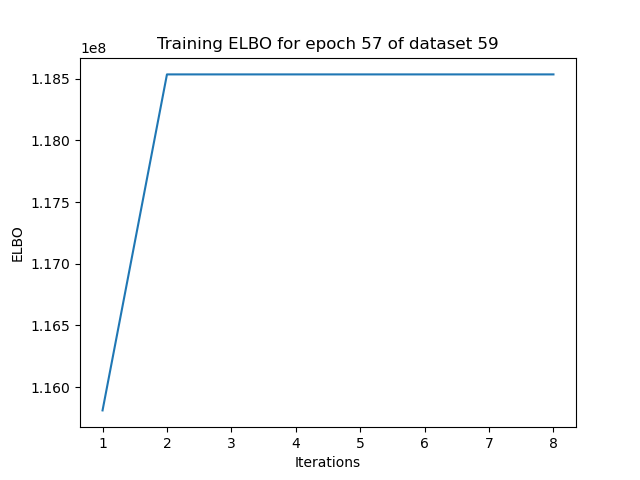 Training ELBO for epoch 57 of dataset 59
1e8
1.185
1.180
1.175
1.170
1.165
1.160
ELBO
1 2 3 4 5 6 7 8
Iterations